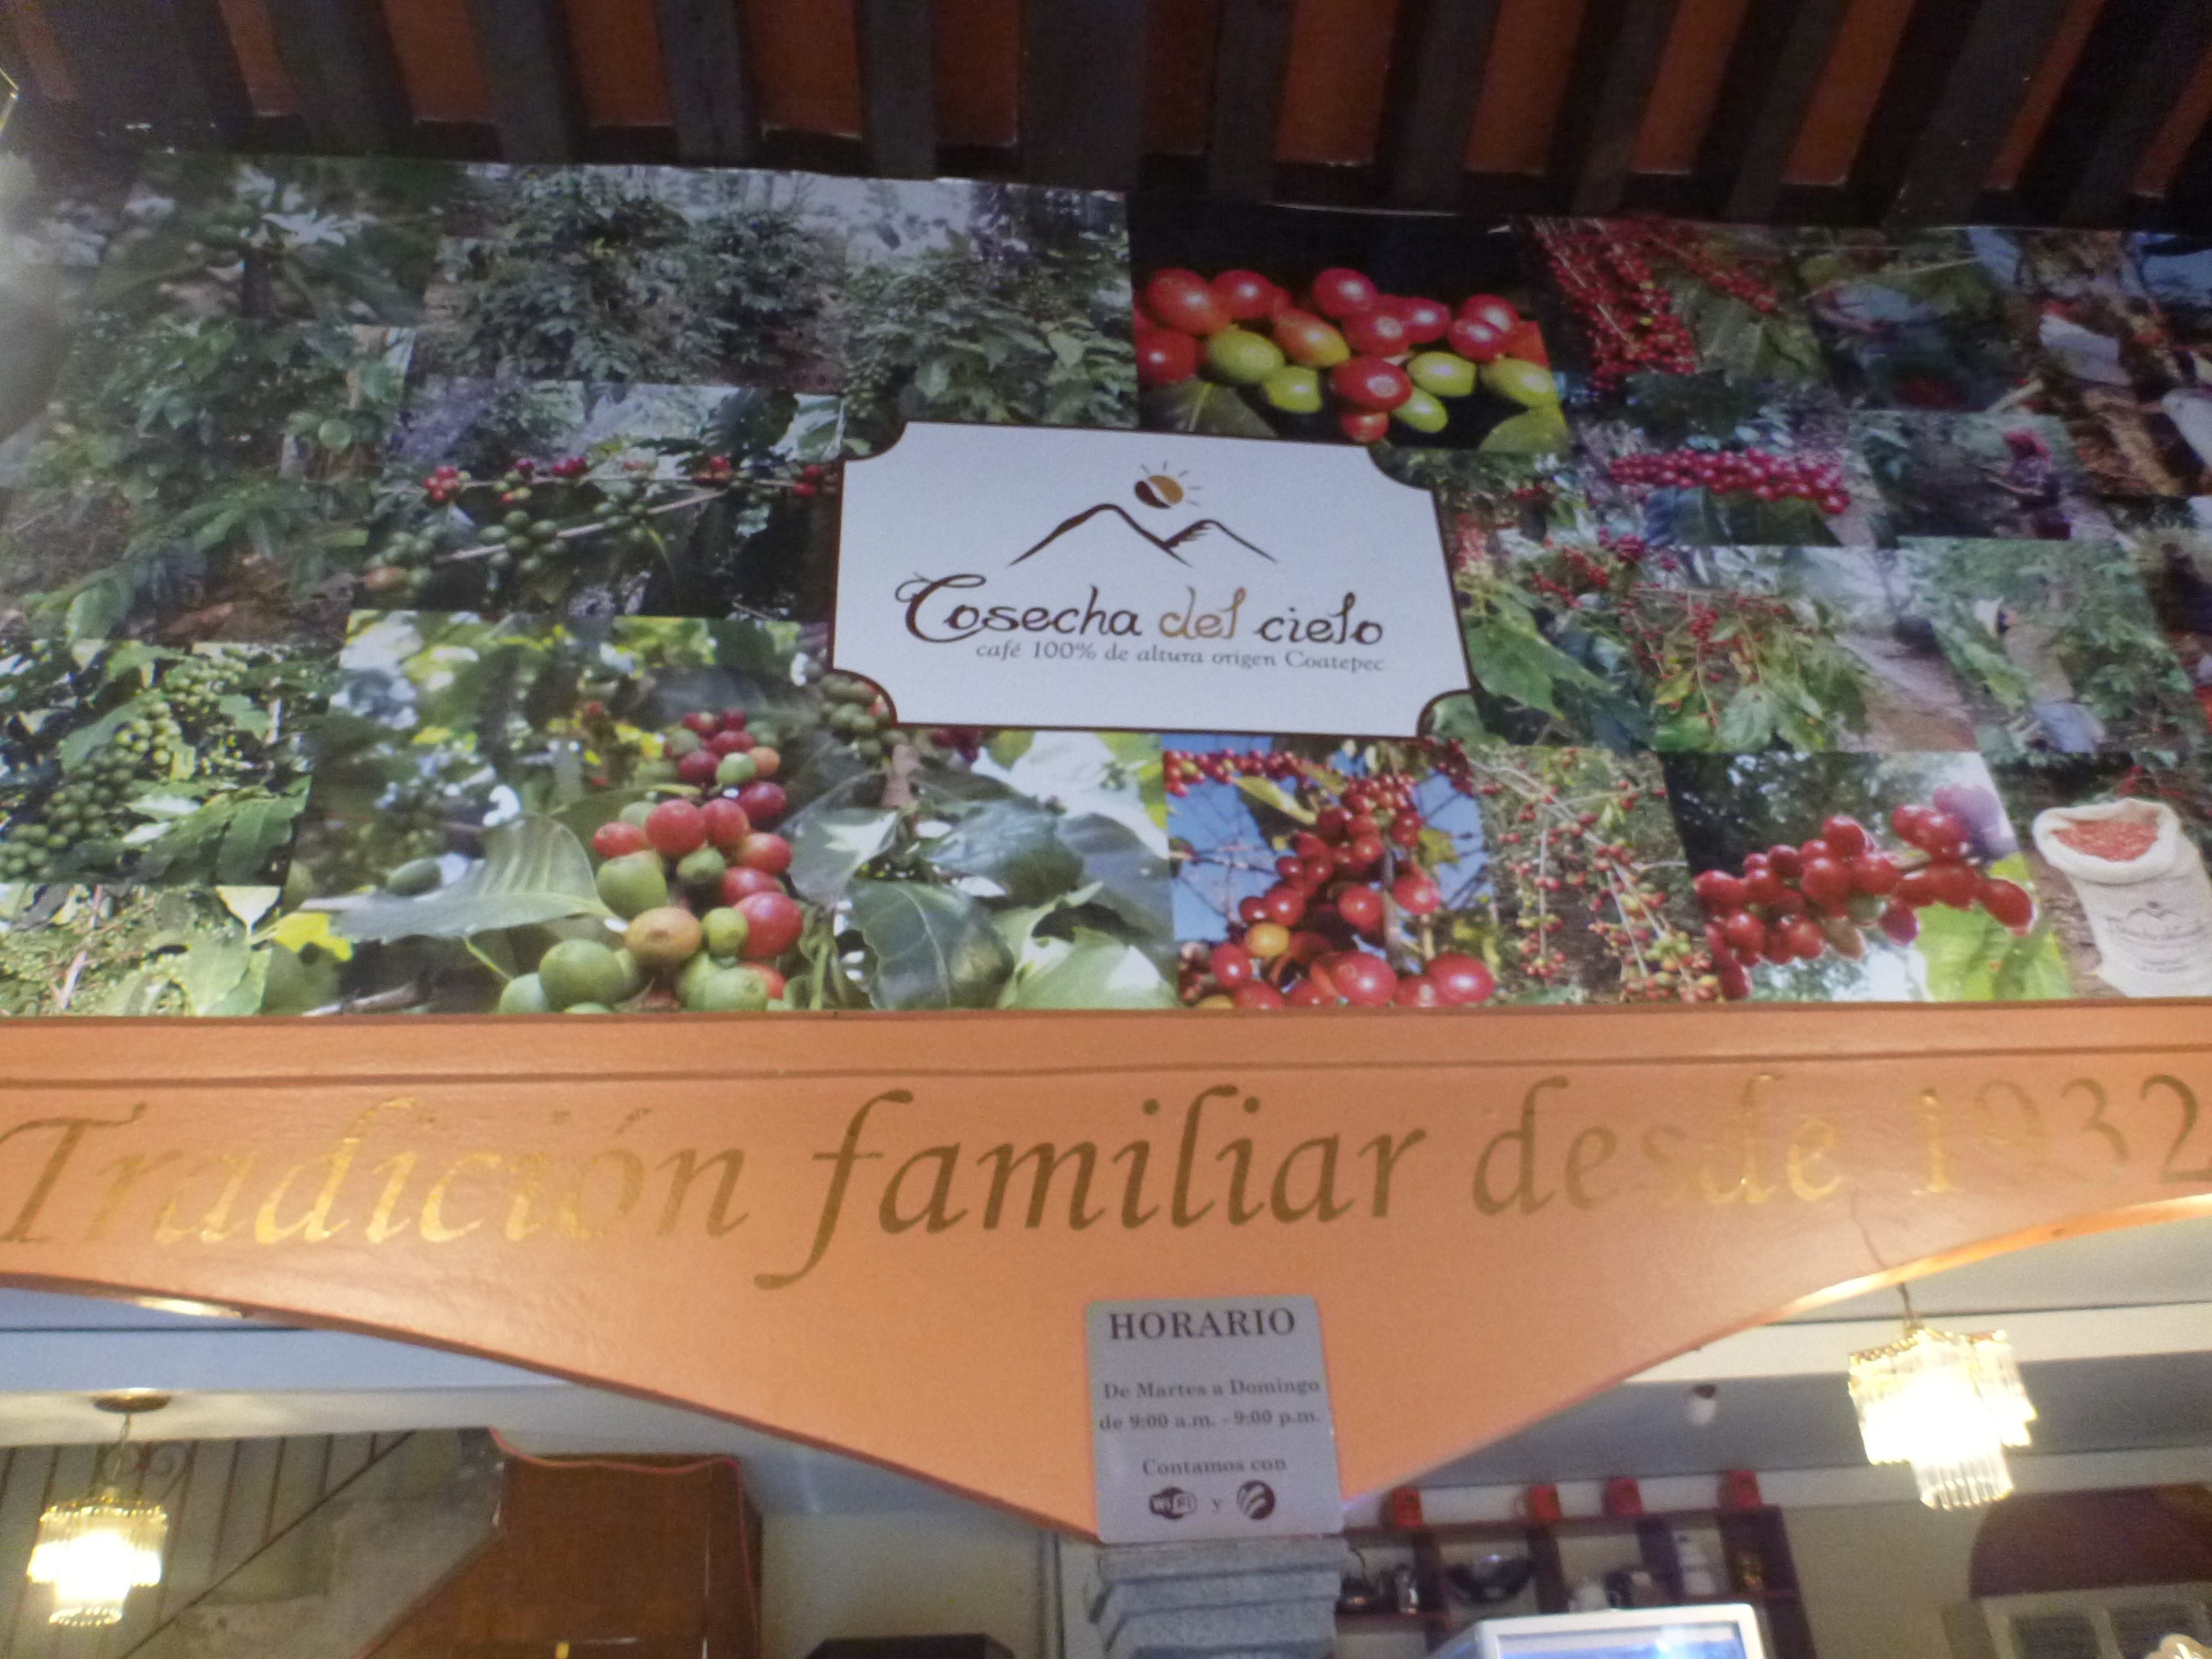 Cosecha del cielo
café 100% de altura origen Coatepec
Tradición familiar desde 1932
HORARIO
De Martes a Domingo
de 9:00 a.m. - 9:00 p.m.
Contamos con
WiFi y